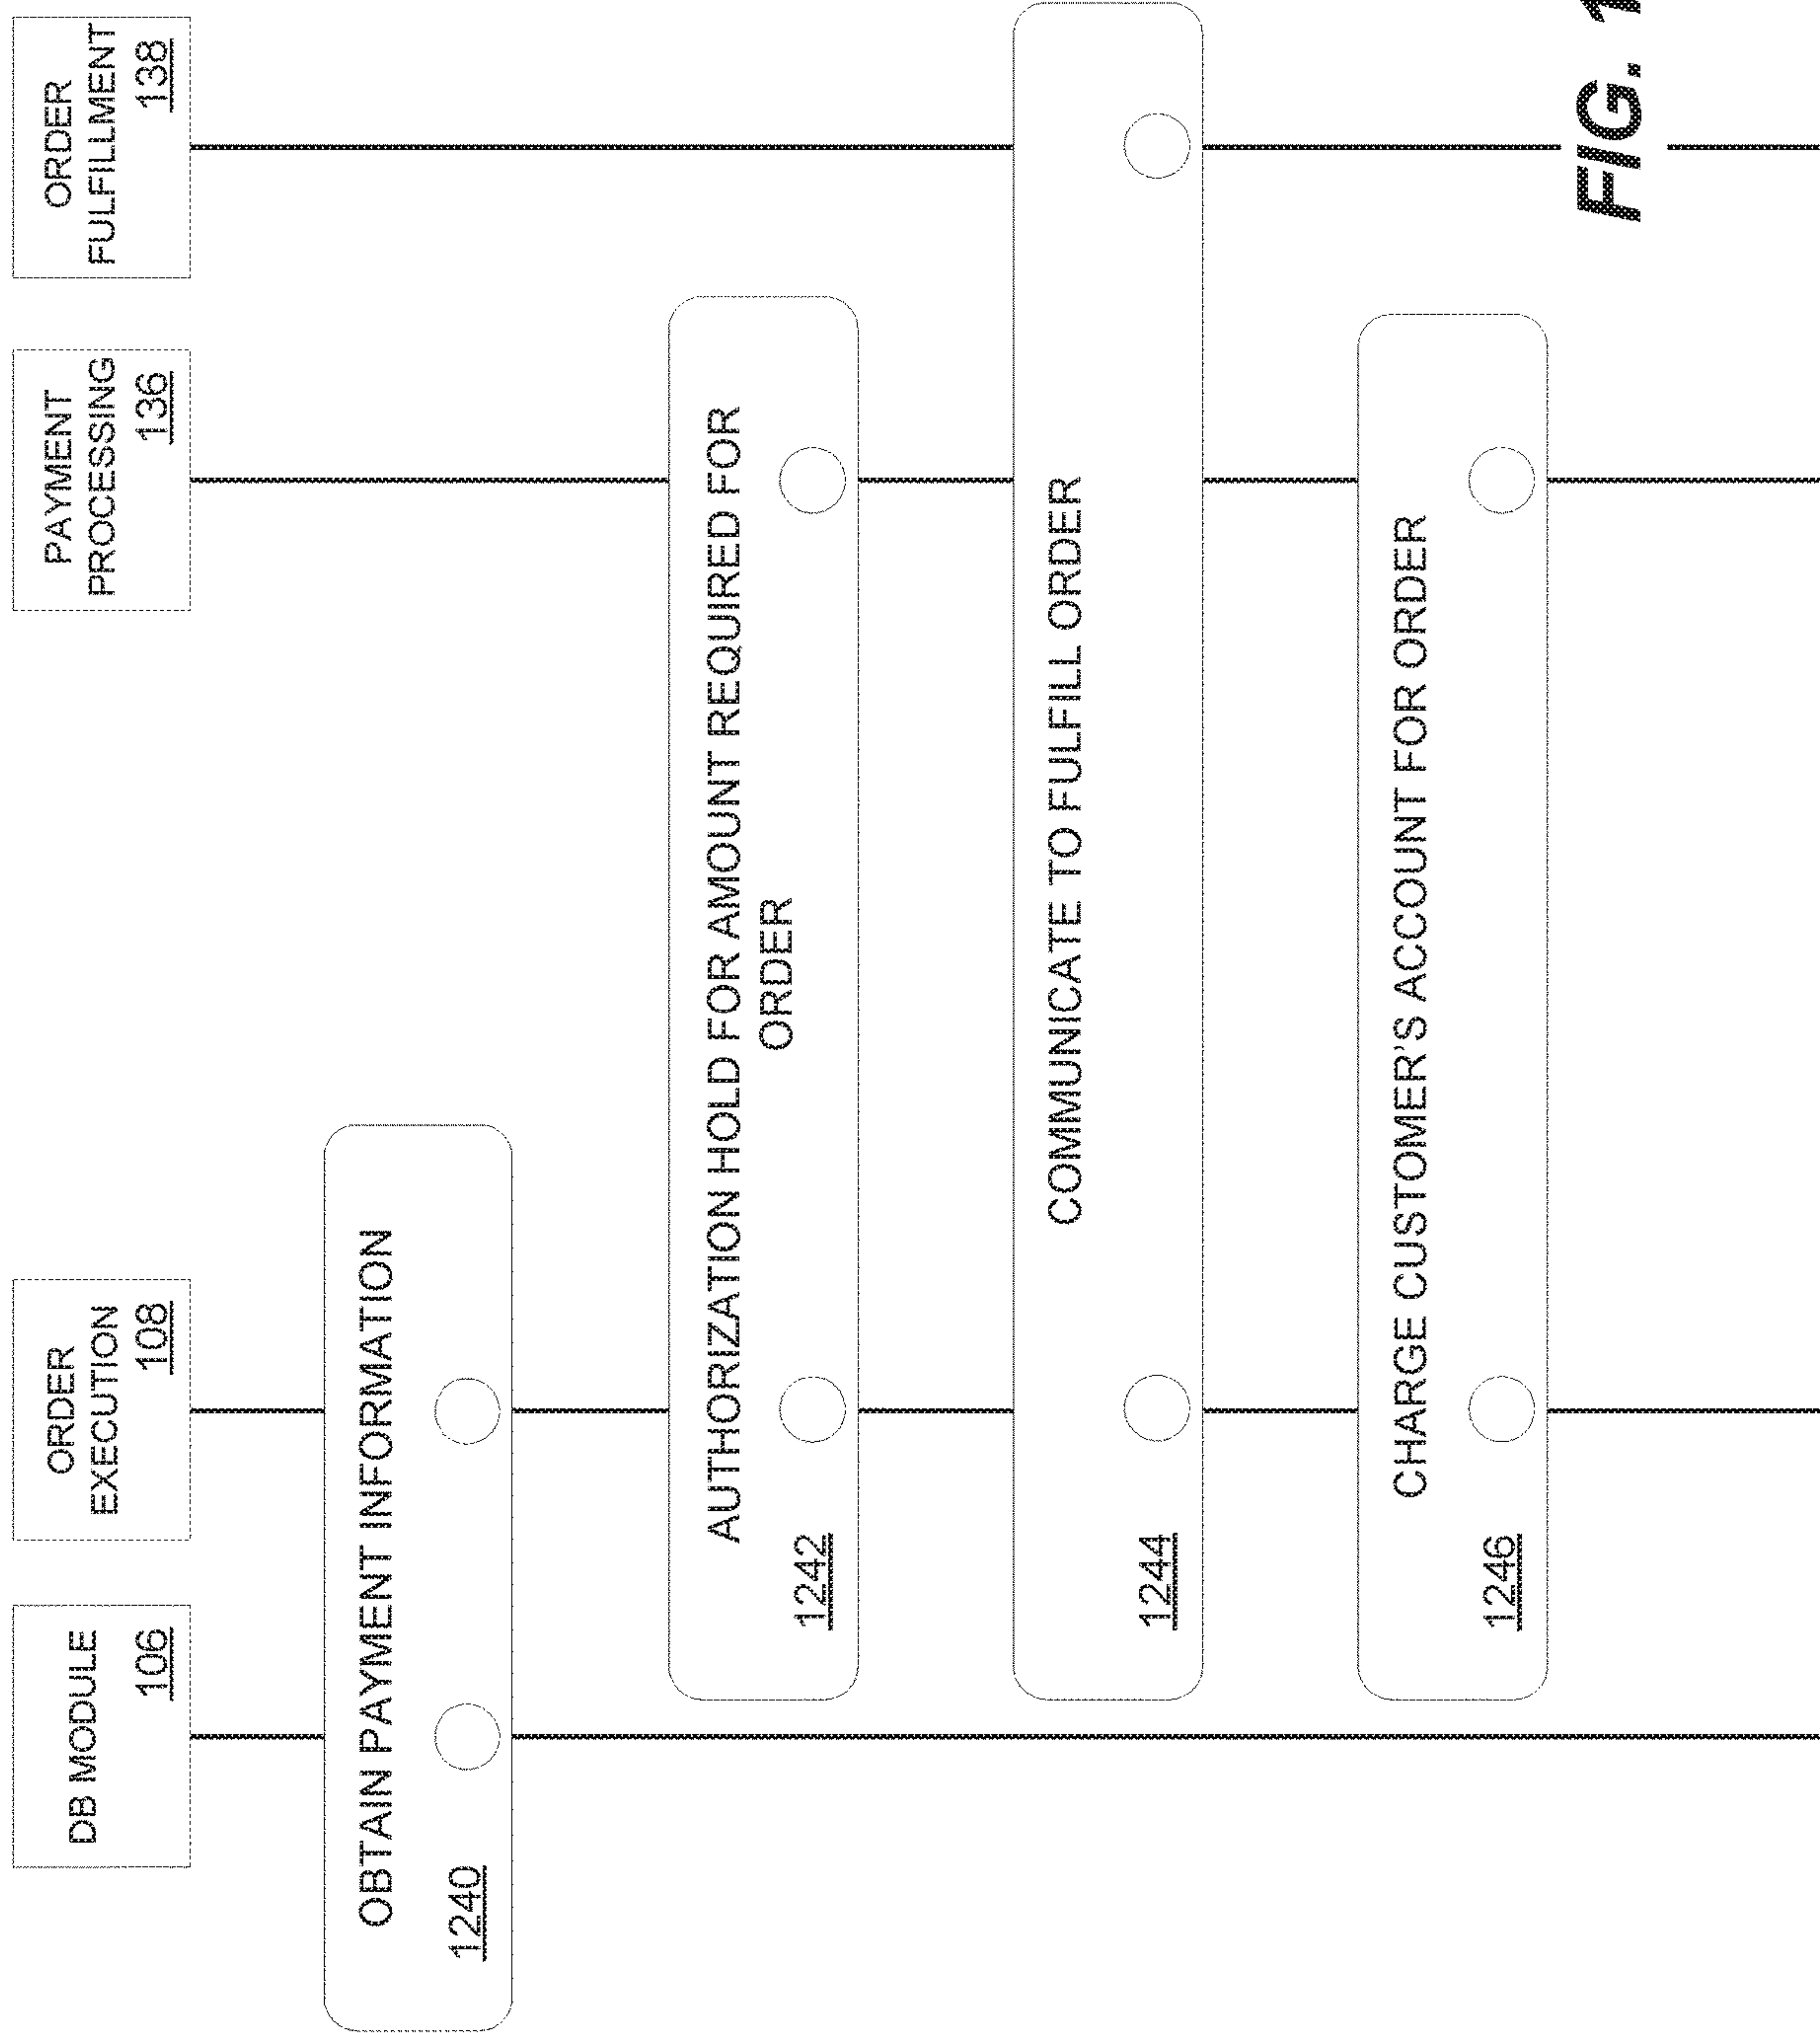 DB MODULE
106
ORDER
EXECUTION
108
PAYMENT
PROCESSING
136
ORDER
FULFILLMENT
138
OBTAIN PAYMENT INFORMATION
1240
AUTHORIZATION HOLD FOR AMOUNT REQUIRED FOR
ORDER
1242
COMMUNICATE TO FULFILL ORDER
1244
CHARGE CUSTOMER'S ACCOUNT FOR ORDER
1246
FIG. 1